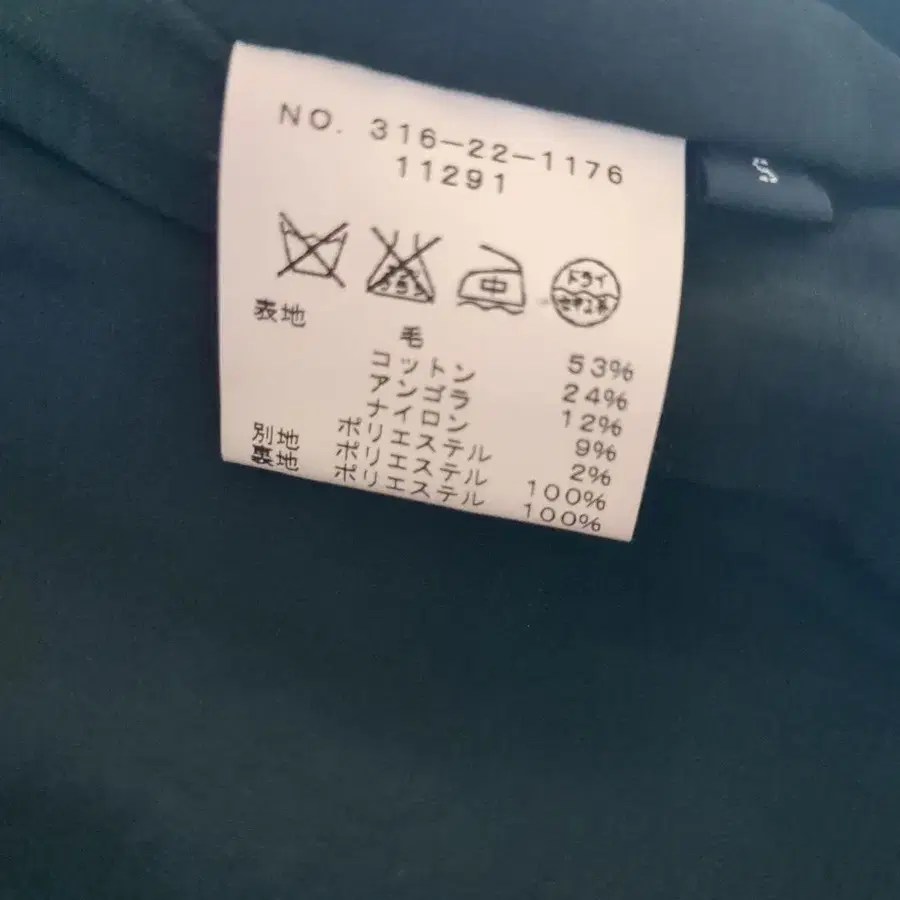 NO. 316-22-1176
11291
中 ドライ
表地
毛 53%
コットン 24%
アンゴラ 12%
ナイロン 9%
ポリエステル 2%
別地 ポリエステル 100%
裏地 ポリエステル 100%
S